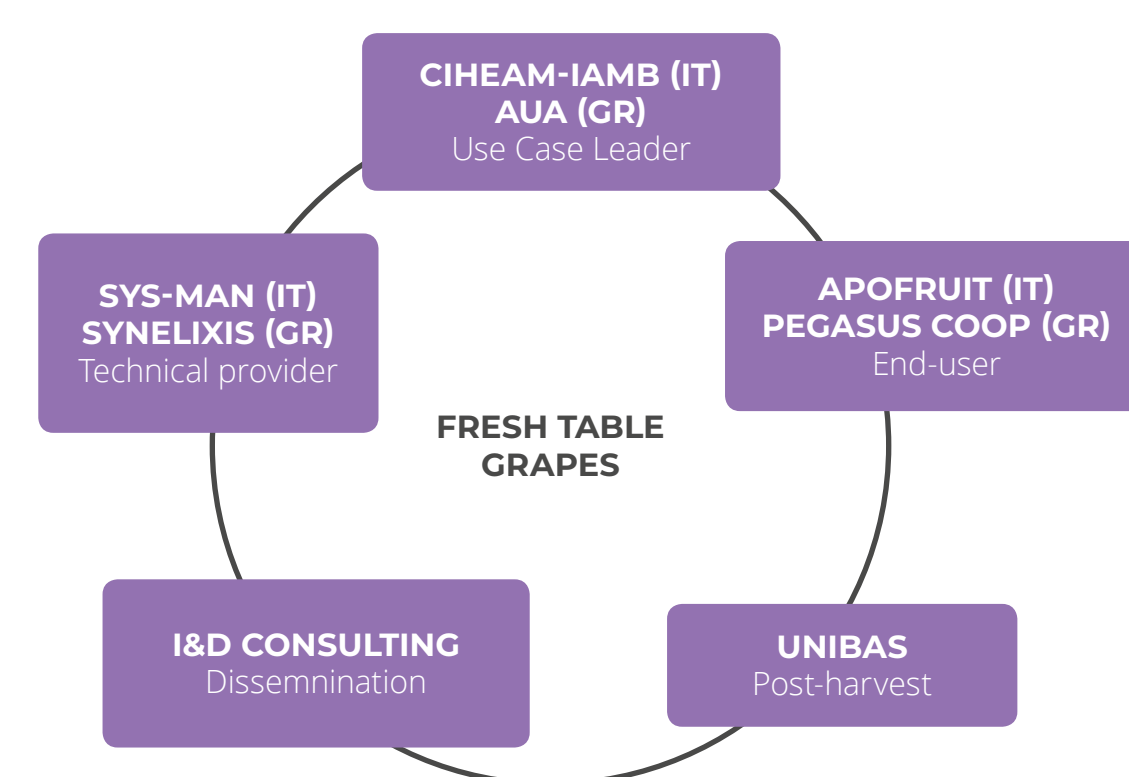 CIHEAM-IAMB (IT)
AUA (GR)
Use Case Leader
SYS-MAN (IT)
SYNELIXIS (GR)
Technical provider
APOFRUIT (IT)
PEGASUS COOP (GR)
End-user
FRESH TABLE
GRAPES
I&D CONSULTING
Dissemnination
UNIBAS
Post-harvest